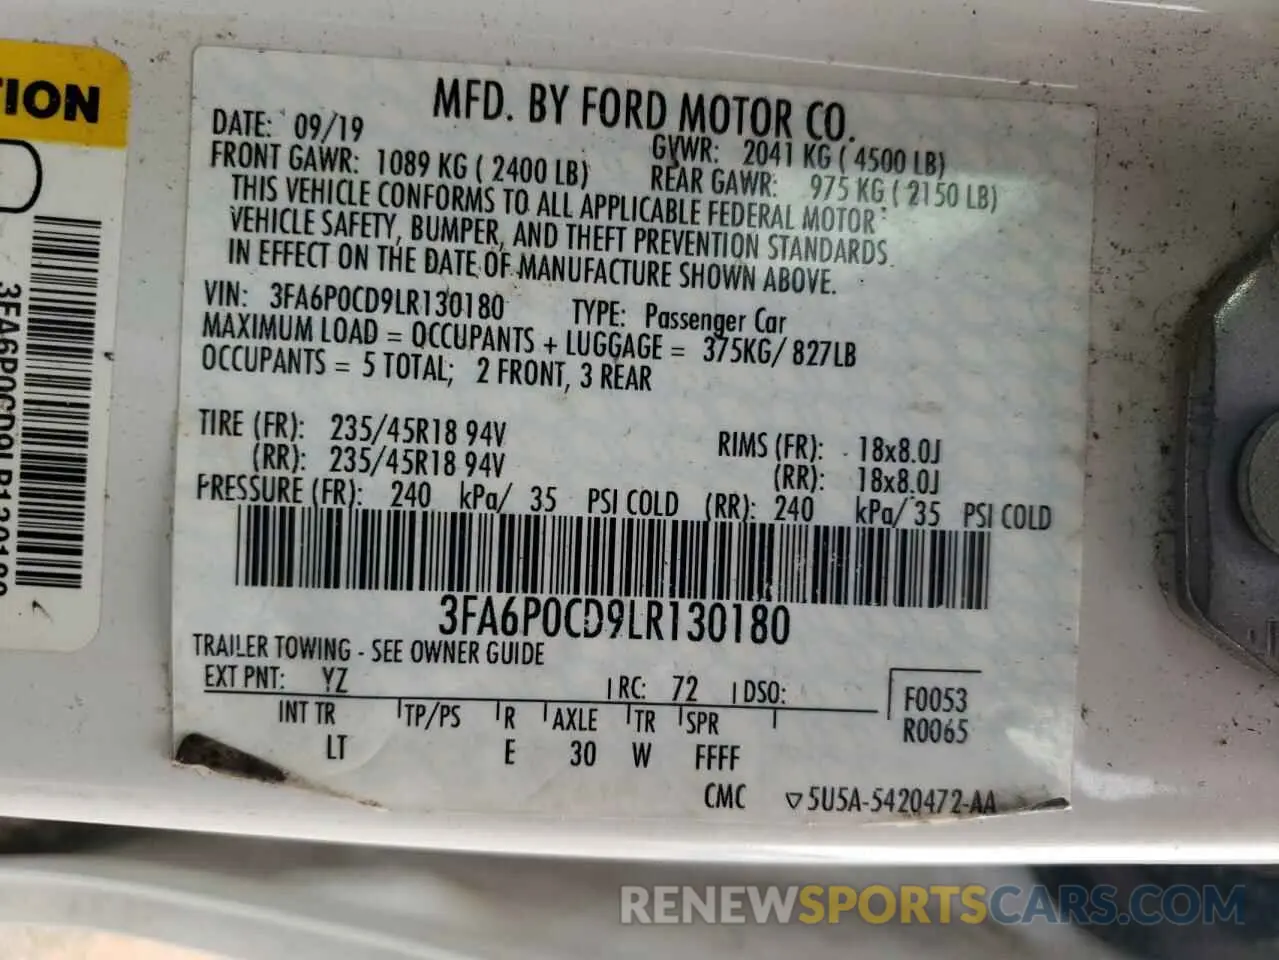 TION
MFD. BY FORD MOTOR CO.
DATE: 09/19
GVWR: 2041 KG ( 4500 LB)
FRONT GAWR: 1089 KG ( 2400 LB)
REAR GAWR: 975 KG ( 2150 LB)
THIS VEHICLE CONFORMS TO ALL APPLICABLE FEDERAL MOTOR
VEHICLE SAFETY, BUMPER, AND THEFT PREVENTION STANDARDS
IN EFFECT ON THE DATE OF MANUFACTURE SHOWN ABOVE.
VIN: 3FA6P0CD9LR130180 TYPE: Passenger Car
MAXIMUM LOAD = OCCUPANTS + LUGGAGE = 375KG/ 827LB
OCCUPANTS = 5 TOTAL; 2 FRONT, 3 REAR
TIRE (FR): 235/45R18 94V RIMS (FR): 18x8.0J
(RR): 235/45R18 94V (RR): 18x8.0J
PRESSURE (FR): 240 kPa/ 35 PSI COLD (RR): 240 kPa/ 35 PSI COLD
3FA6P0CD9LR130180
TRAILER TOWING - SEE OWNER GUIDE
EXT PNT: YZ RC: 72 DSO:
F0053
R0065
INT TR TP/PS R AXLE TR SPR
LT E 30 W FFFF
CMC ▽5U5A-5420472-AA
3FA6P0CD9LR130180
RENEWSPORTSCARS.COM